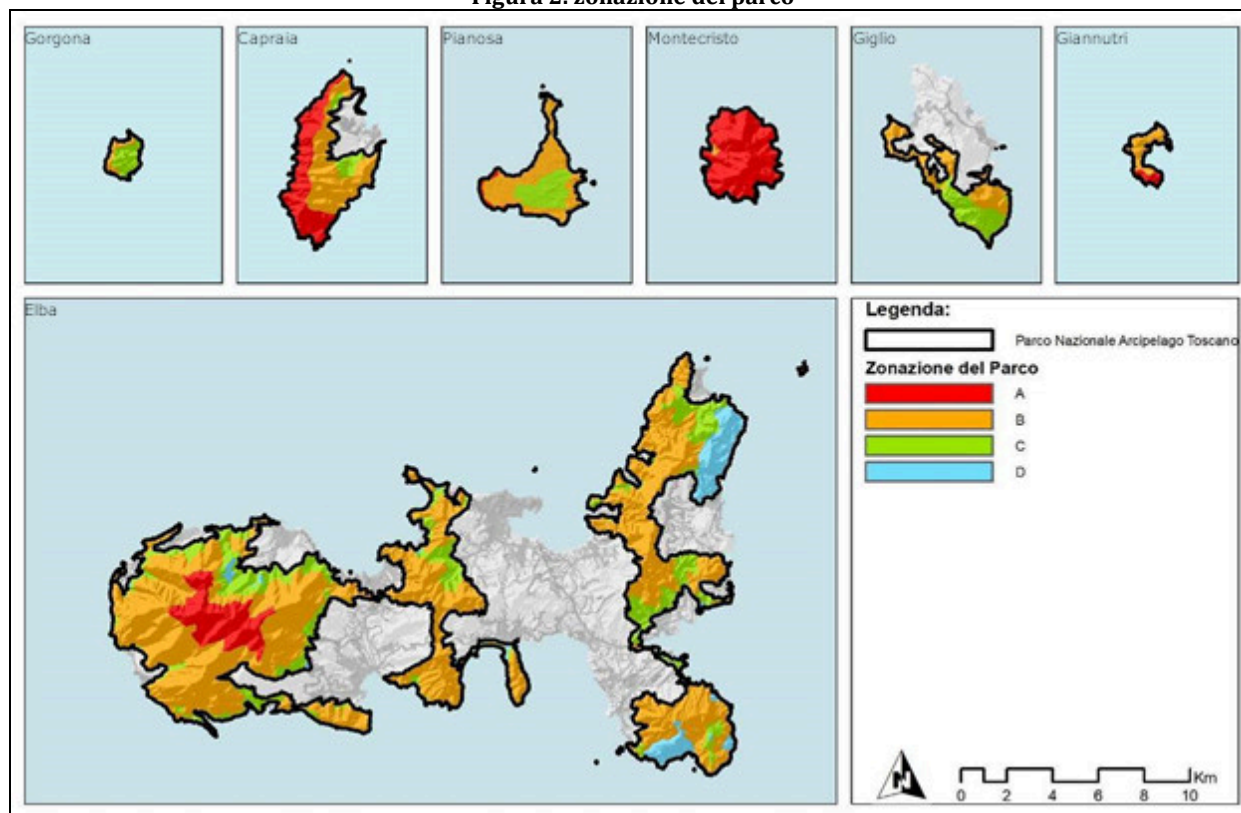 Figura 2: zonazione del parco
Gorgona
Capraia
Pianosa
Montecristo
Giglio
Giannutri
Elba
Legenda:
Parco Nazionale Arcipelago Toscano
Zonazione del Parco
A
B
C
D
N
Km
0 2 4 6 8 10